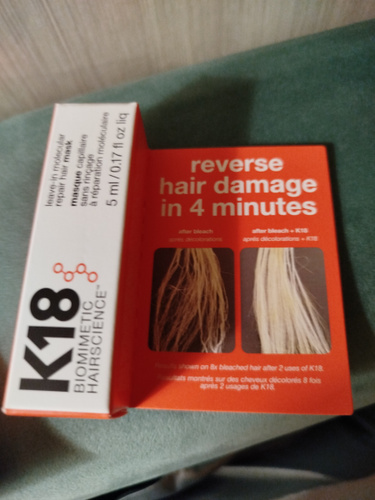 leave-in molecular
repair hair mask
masque capillaire
sans rinçage
à réparation moléculaire
5 ml / 0.17 fl oz liq
K18
BIOMIMETIC
HAIRSCIENCE™
reverse
hair damage
in 4 minutes
after bleach
après décolorations
after bleach + K18
après décolorations + K18
shown on 8x bleached hair after 2 uses of K18.
montrés sur des cheveux décolorés 8 fois
après 2 usages de K18.